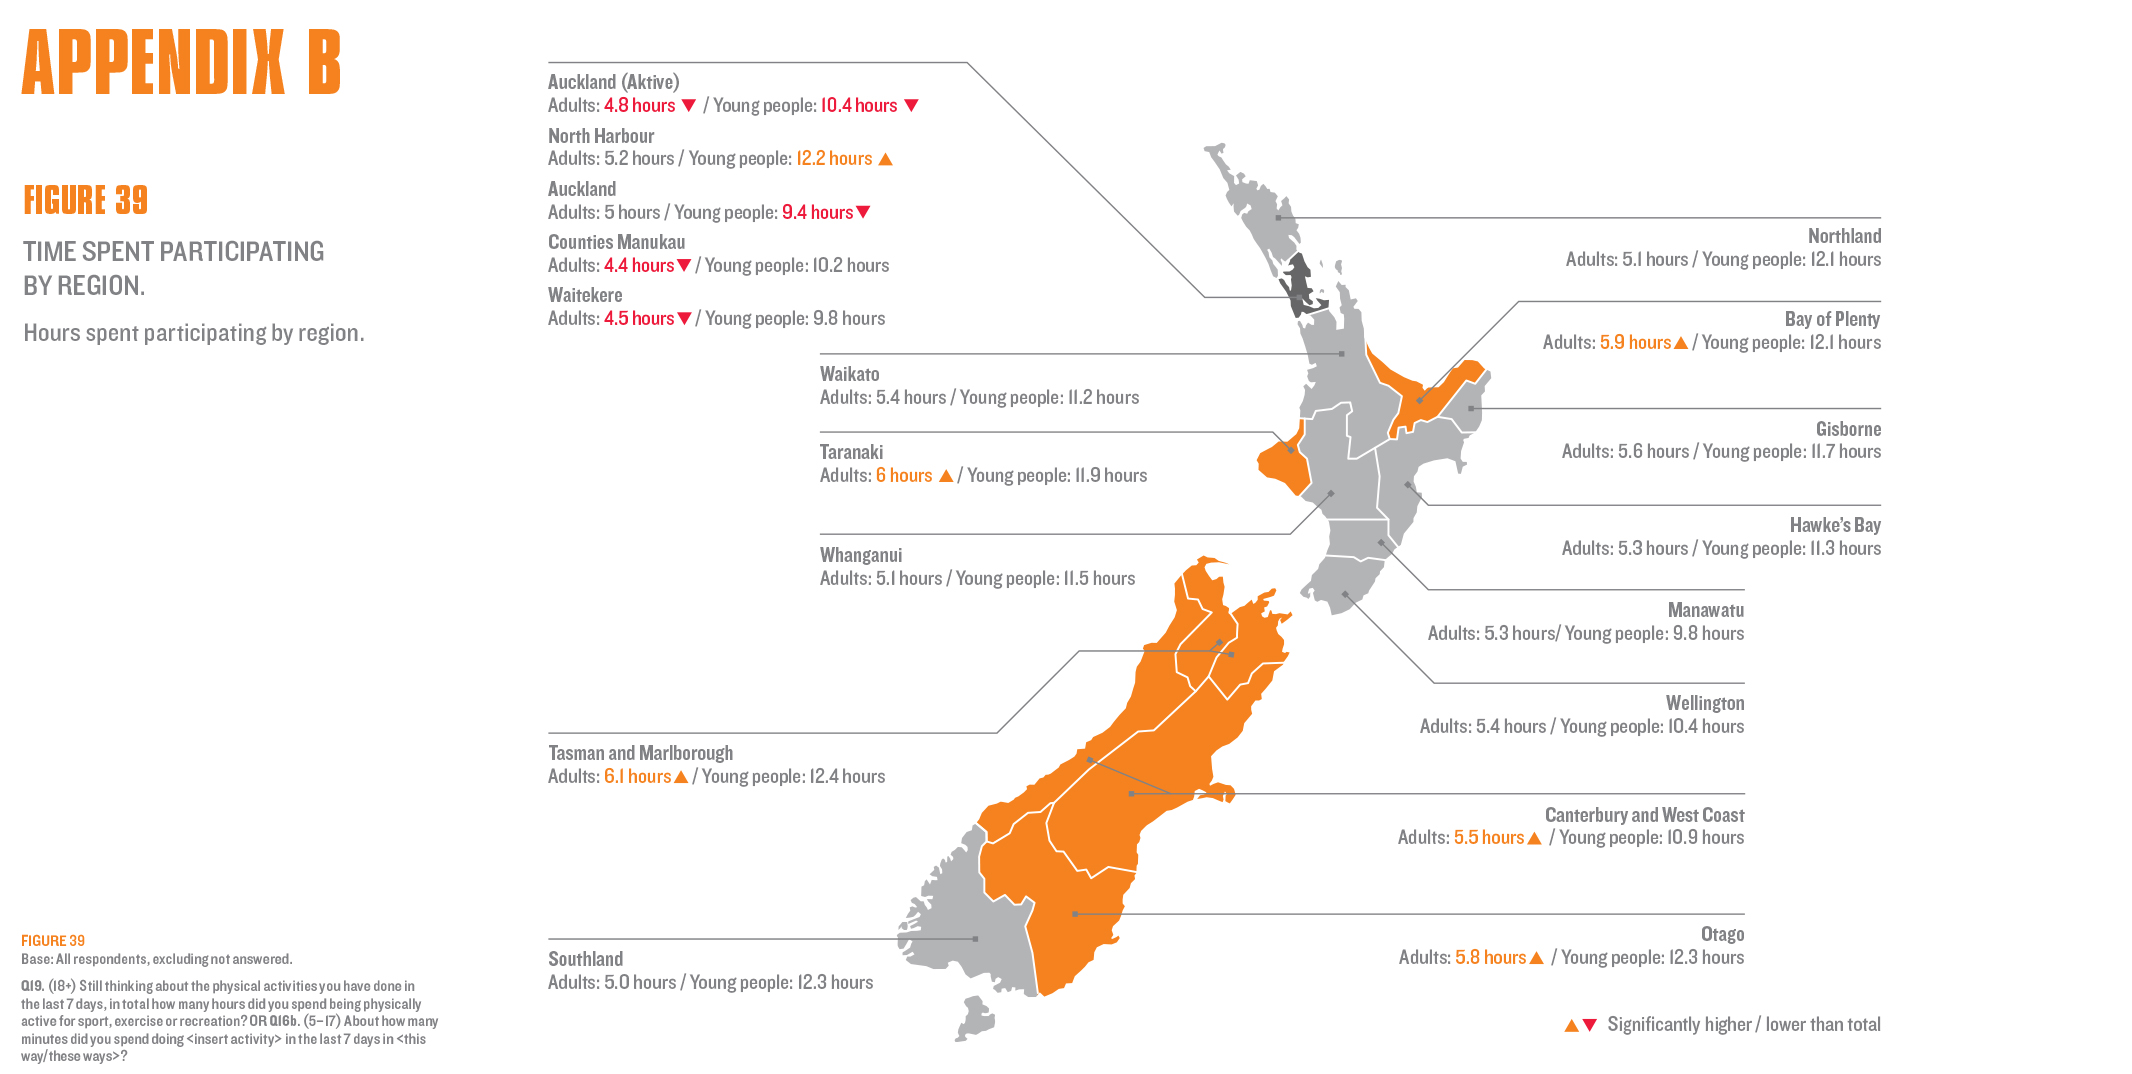 APPENDIX B
FIGURE 39
TIME SPENT PARTICIPATING
BY REGION.
Hours spent participating by region.
Auckland (Aktive)
Adults: 4.8 hours ▼ / Young people: 10.4 hours ▼
North Harbour
Adults: 5.2 hours / Young people: 12.2 hours ▲
Auckland
Adults: 5 hours / Young people: 9.4 hours ▼
Counties Manukau
Adults: 4.4 hours ▼ / Young people: 10.2 hours
Waitekere
Adults: 4.5 hours ▼ / Young people: 9.8 hours
Waikato
Adults: 5.4 hours / Young people: 11.2 hours
Taranaki
Adults: 6 hours ▲ / Young people: 11.9 hours
Whanganui
Adults: 5.1 hours / Young people: 11.5 hours
Tasman and Marlborough
Adults: 6.1 hours ▲ / Young people: 12.4 hours
Southland
Adults: 5.0 hours / Young people: 12.3 hours
Northland
Adults: 5.1 hours / Young people: 12.1 hours
Bay of Plenty
Adults: 5.9 hours ▲ / Young people: 12.1 hours
Gisborne
Adults: 5.6 hours / Young people: 11.7 hours
Hawke's Bay
Adults: 5.3 hours / Young people: 11.3 hours
Manawatu
Adults: 5.3 hours/ Young people: 9.8 hours
Wellington
Adults: 5.4 hours / Young people: 10.4 hours
Canterbury and West Coast
Adults: 5.5 hours ▲ / Young people: 10.9 hours
Otago
Adults: 5.8 hours ▲ / Young people: 12.3 hours
▲▼ Significantly higher / lower than total
FIGURE 39
Base: All respondents, excluding not answered.
Q19. (18+) Still thinking about the physical activities you have done in
the last 7 days, in total how many hours did you spend being physically
active for sport, exercise or recreation? OR Q16b. (5–17) About how many
minutes did you spend doing <insert activity> in the last 7 days in <this
way/these ways>?